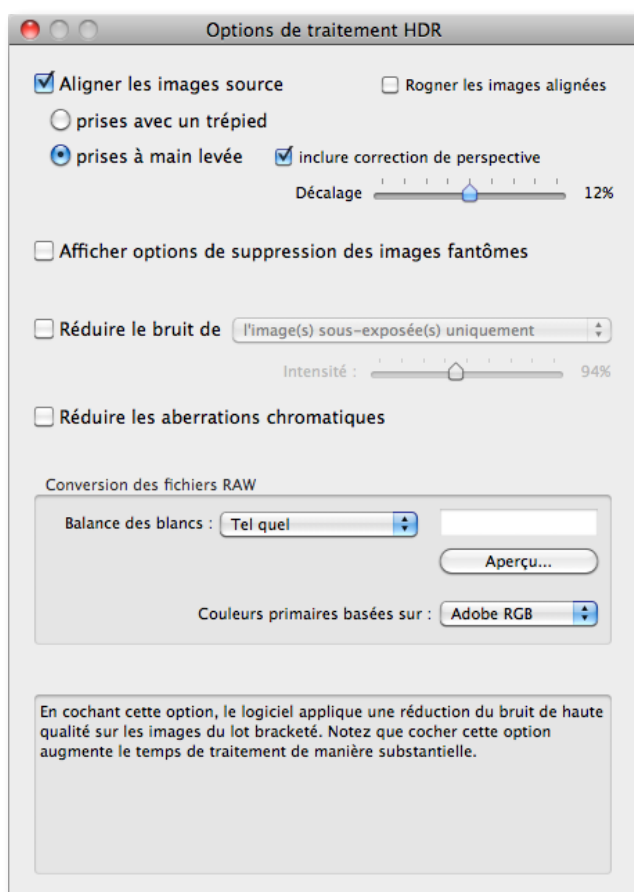 Options de traitement HDR
Aligner les images source
Rogner les images alignées
prises avec un trépied
prises à main levée
inclure correction de perspective
Décalage
12%
Afficher options de suppression des images fantômes
Réduire le bruit de
l'image(s) sous-exposée(s) uniquement
Intensité :
94%
Réduire les aberrations chromatiques
Conversion des fichiers RAW
Balance des blancs :
Tel quel
Aperçu...
Couleurs primaires basées sur :
Adobe RGB
En cochant cette option, le logiciel applique une réduction du bruit de haute
qualité sur les images du lot bracketé. Notez que cocher cette option
augmente le temps de traitement de manière substantielle.